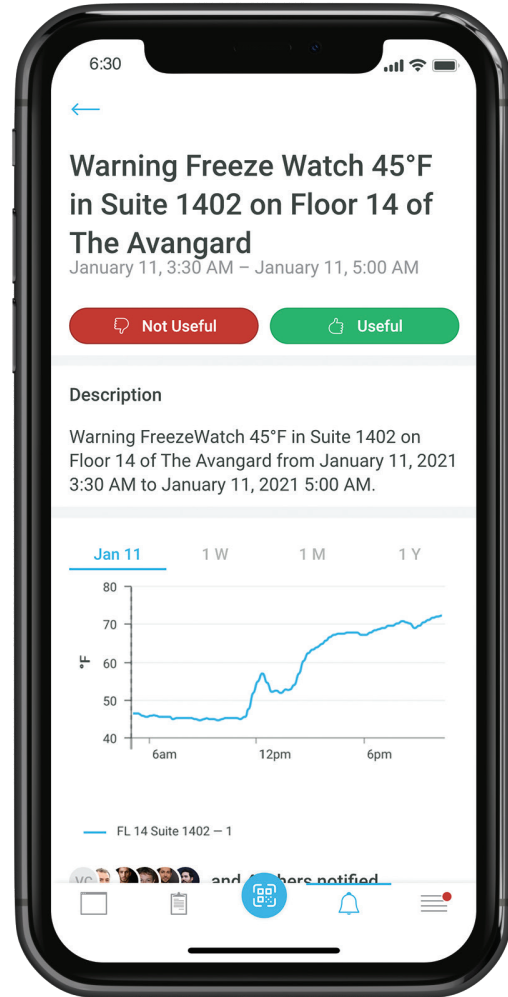 6:30
Warning Freeze Watch 45°F
in Suite 1402 on Floor 14 of
The Avangard
January 11, 3:30 AM – January 11, 5:00 AM
Not Useful
Useful
Description
Warning FreezeWatch 45°F in Suite 1402 on
Floor 14 of The Avangard from January 11, 2021
3:30 AM to January 11, 2021 5:00 AM.
Jan 11 1 W 1 M 1 Y
80
70
60
50
40
°F
6am 12pm 6pm
FL 14 Suite 1402 – 1
VC and notified